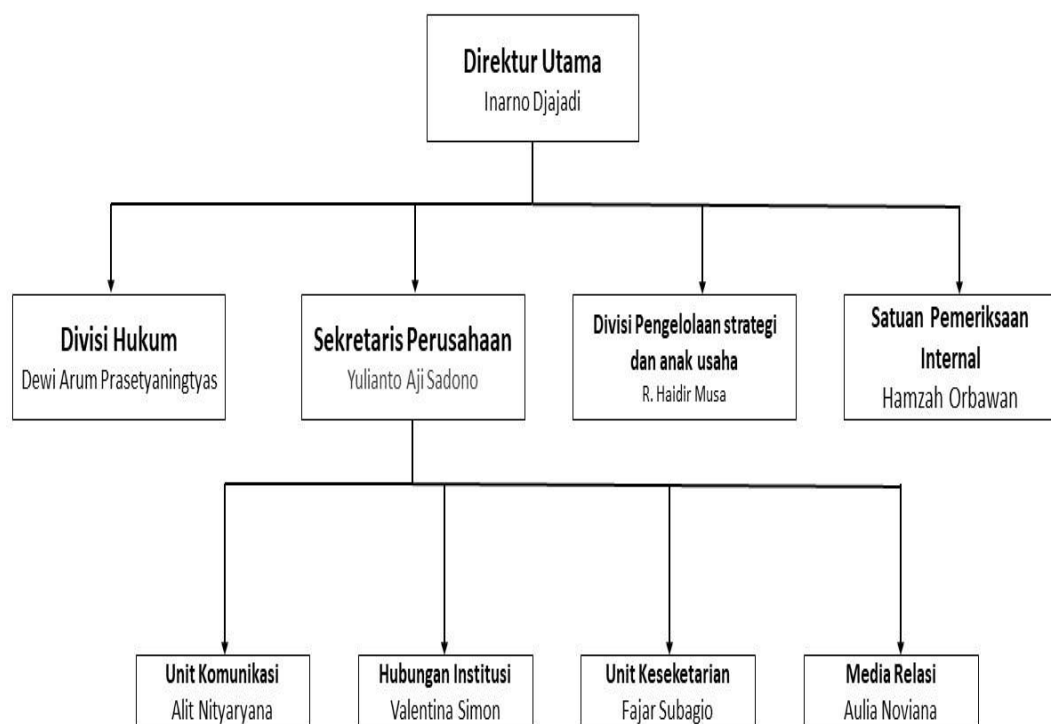 Direktur Utama
Inarno Djajadi
Divisi Hukum
Dewi Arum Prasetyaningtyas
Sekretaris Perusahaan
Yulianto Aji Sadono
Divisi Pengelolaan strategi
dan anak usaha
R. Haidir Musa
Satuan Pemeriksaan
Internal
Hamzah Orbawan
Unit Komunikasi
Alit Nityaryana
Hubungan Institusi
Valentina Simon
Unit Keseketarian
Fajar Subagio
Media Relasi
Aulia Noviana